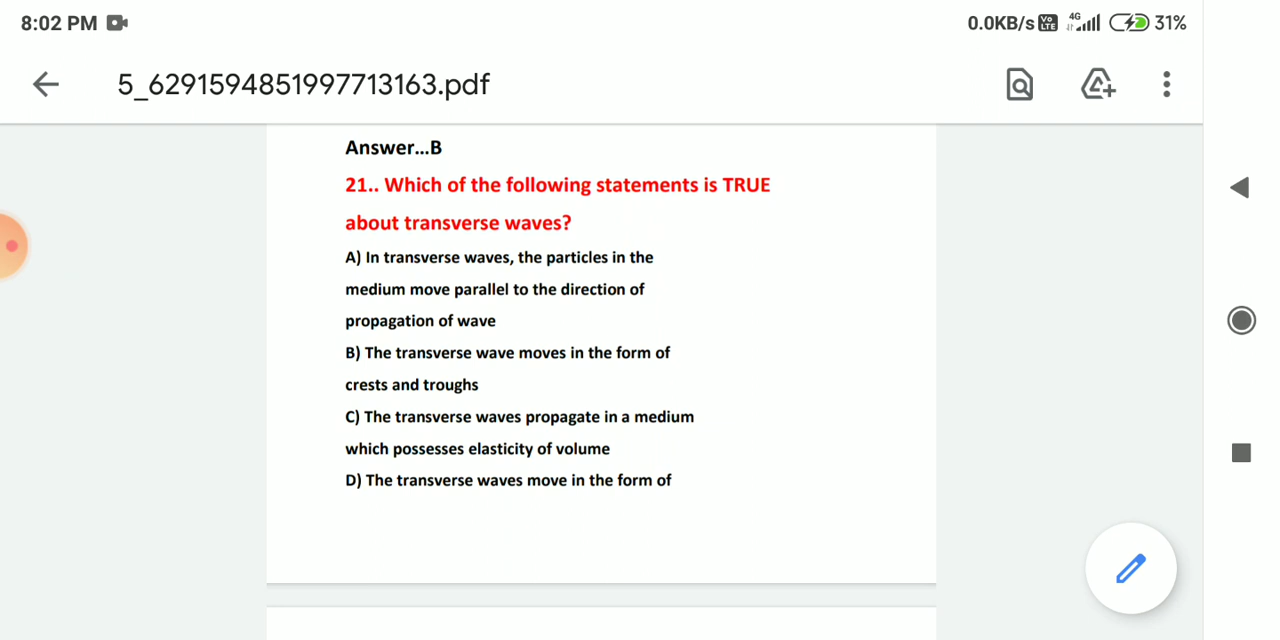 8:02 PM
0.0KB/s Vo LTE 4G 31%
5_6291594851997713163.pdf
Answer...B
21.. Which of the following statements is TRUE
about transverse waves?
A) In transverse waves, the particles in the
medium move parallel to the direction of
propagation of wave
B) The transverse wave moves in the form of
crests and troughs
C) The transverse waves propagate in a medium
which possesses elasticity of volume
D) The transverse waves move in the form of